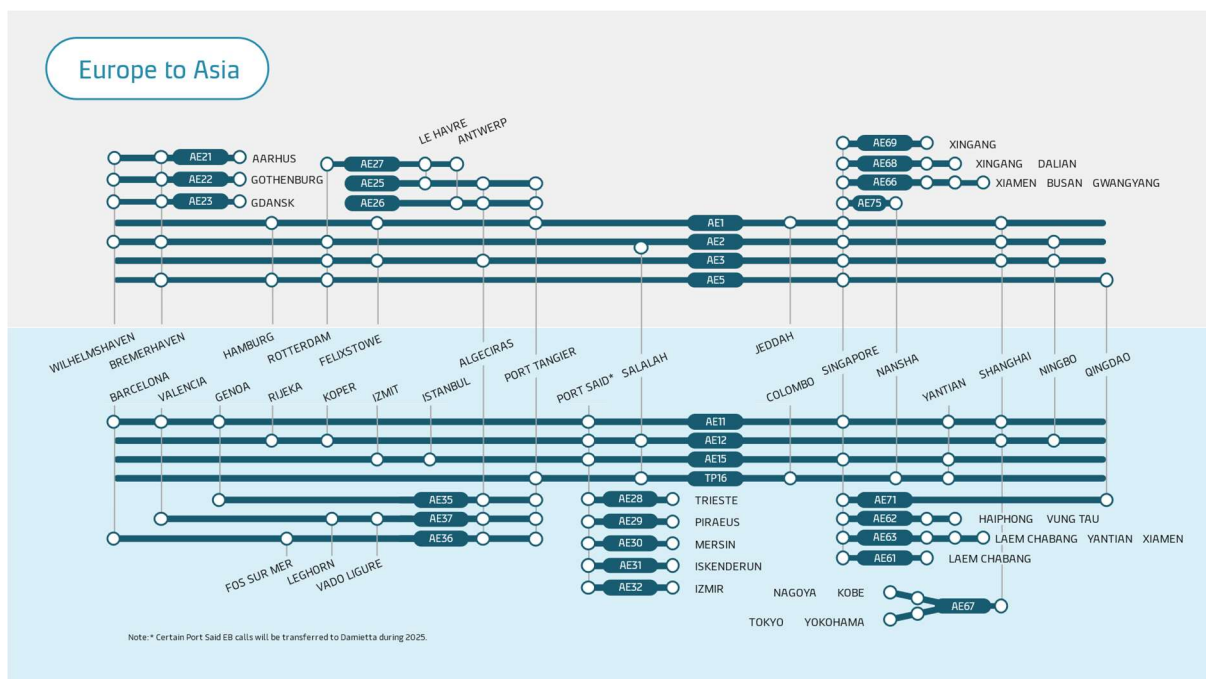 Europe to Asia
LE HAVRE
ANTWERP
AE21 AARHUS
AE22 GOTHENBURG
AE23 GDANSK
AE27
AE25
AE26
AE69 XINGANG
AE68 XINGANG DALIAN
AE66 XIAMEN BUSAN GWANGYANG
AE75
AE1
AE2
AE3
AE5
WILHELMSHAVEN
BREMERHAVEN
HAMBURG
ROTTERDAM
FELIXSTOWE
ALGECIRAS
PORT TANGIER
JEDDAH
SINGAPORE
NANSHA
SHANGHAI
NINGBO
QINGDAO
BARCELONA
VALENCIA
GENOA
RIJEKA
KOPER
IZMIT
ISTANBUL
PORT SAID*
SALALAH
COLOMBO
YANTIAN
AE11
AE12
AE15
TP16
AE35
AE37
AE36
FOS SUR MER
LEGHORN
VADO LIGURE
AE28 TRIESTE
AE29 PIRAEUS
AE30 MERSIN
AE31 ISKENDERUN
AE32 IZMIR
AE71
AE62 HAIPHONG VUNG TAU
AE63 LAEM CHABANG YANTIAN XIAMEN
AE61 LAEM CHABANG
NAGOYA KOBE
AE67
TOKYO YOKOHAMA
Note:* Certain Port Said EB calls will be transferred to Damietta during 2025.